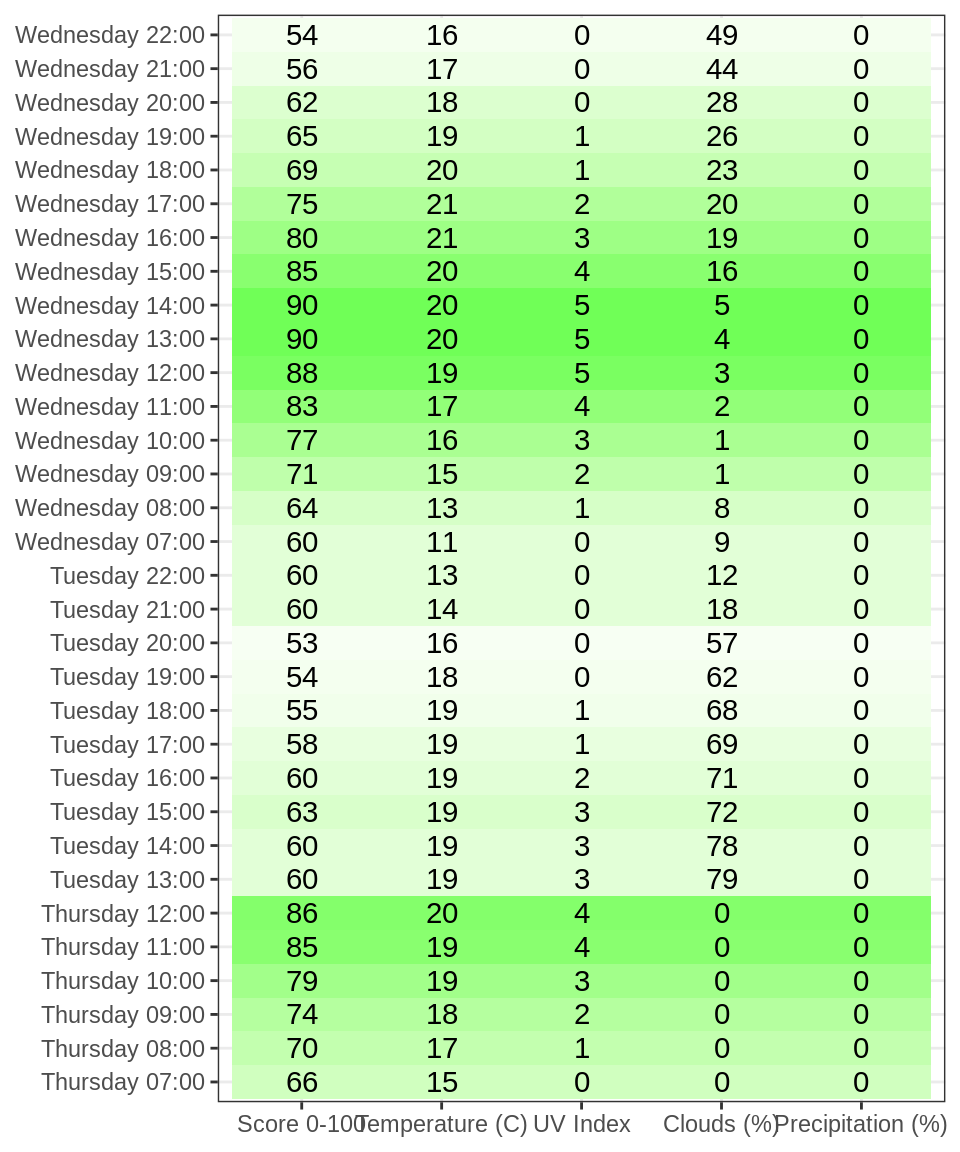 Wednesday 22:00 54 16 0 49 0
Wednesday 21:00 56 17 0 44 0
Wednesday 20:00 62 18 0 28 0
Wednesday 19:00 65 19 1 26 0
Wednesday 18:00 69 20 1 23 0
Wednesday 17:00 75 21 2 20 0
Wednesday 16:00 80 21 3 19 0
Wednesday 15:00 85 20 4 16 0
Wednesday 14:00 90 20 5 5 0
Wednesday 13:00 90 20 5 4 0
Wednesday 12:00 88 19 5 3 0
Wednesday 11:00 83 17 4 2 0
Wednesday 10:00 77 16 3 1 0
Wednesday 09:00 71 15 2 1 0
Wednesday 08:00 64 13 1 8 0
Wednesday 07:00 60 11 0 9 0
Tuesday 22:00 60 13 0 12 0
Tuesday 21:00 60 14 0 18 0
Tuesday 20:00 53 16 0 57 0
Tuesday 19:00 54 18 0 62 0
Tuesday 18:00 55 19 1 68 0
Tuesday 17:00 58 19 1 69 0
Tuesday 16:00 60 19 2 71 0
Tuesday 15:00 63 19 3 72 0
Tuesday 14:00 60 19 3 78 0
Tuesday 13:00 60 19 3 79 0
Thursday 12:00 86 20 4 0 0
Thursday 11:00 85 19 4 0 0
Thursday 10:00 79 19 3 0 0
Thursday 09:00 74 18 2 0 0
Thursday 08:00 70 17 1 0 0
Thursday 07:00 66 15 0 0 0
Score 0-100 Temperature (C) UV Index Clouds (%) Precipitation (%)